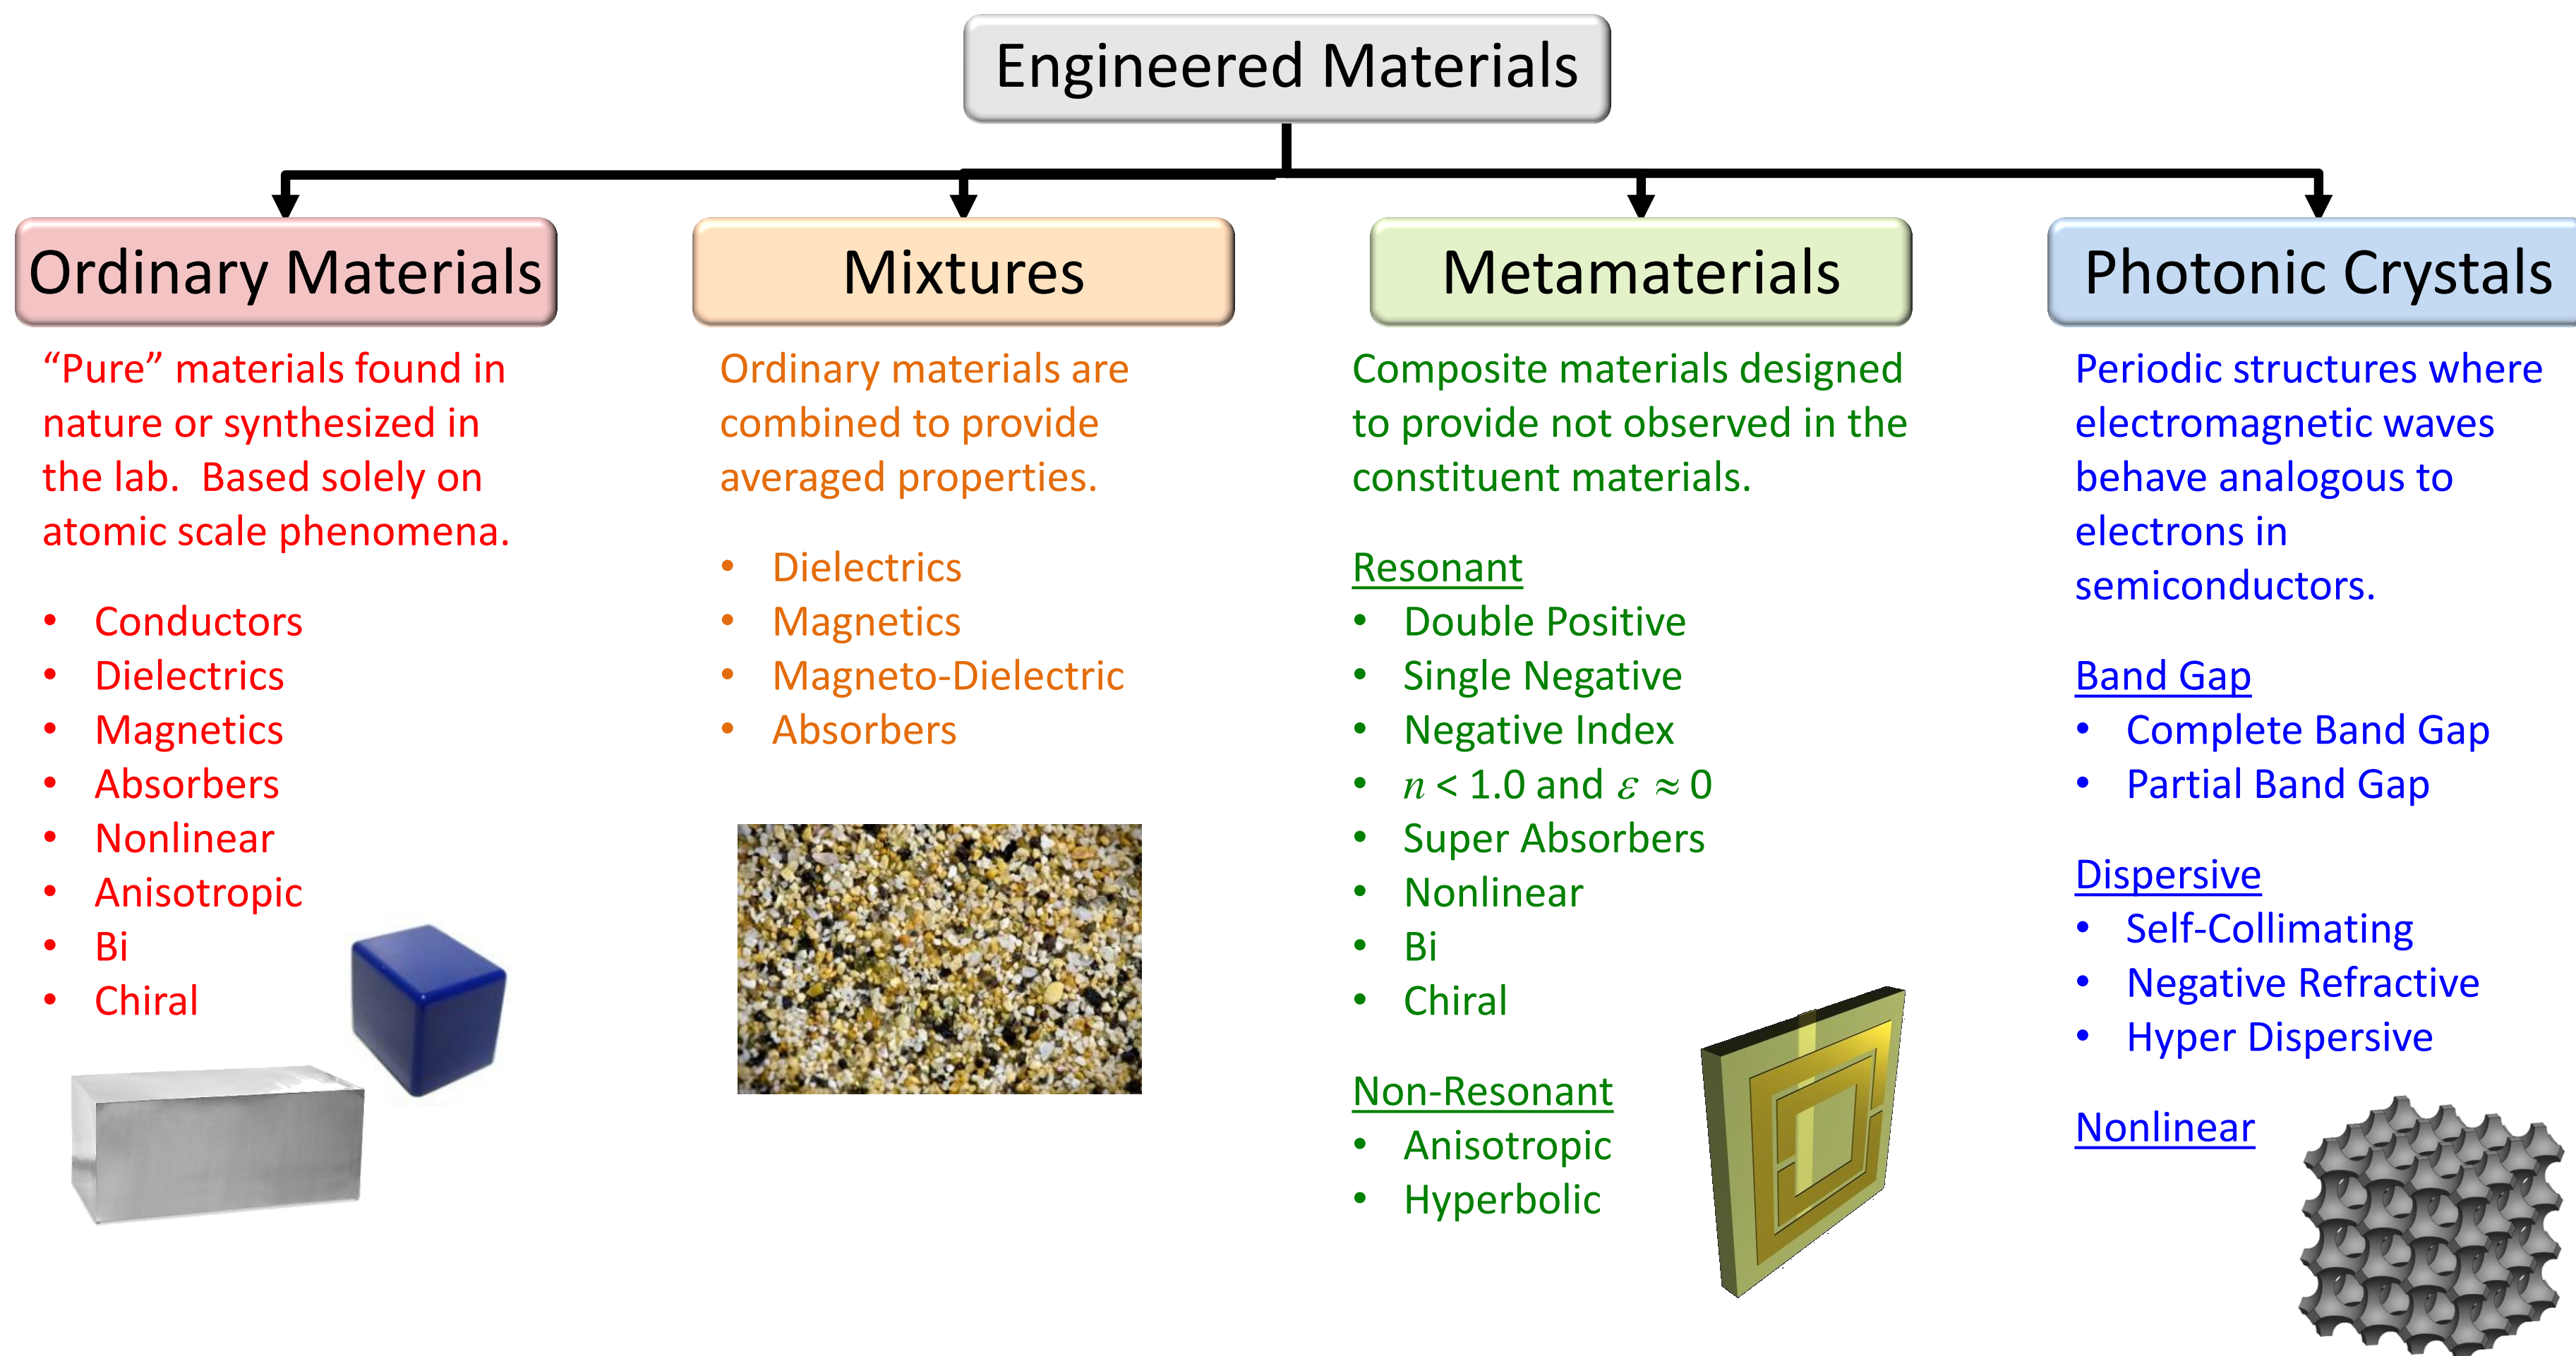 Engineered Materials
Ordinary Materials
“Pure” materials found in
nature or synthesized in
the lab.  Based solely on
atomic scale phenomena.
• Conductors
• Dielectrics
• Magnetics
• Absorbers
• Nonlinear
• Anisotropic
• Bi
• Chiral
Mixtures
Ordinary materials are
combined to provide
averaged properties.
• Dielectrics
• Magnetics
• Magneto-Dielectric
• Absorbers
Metamaterials
Composite materials designed
to provide not observed in the
constituent materials.
Resonant
• Double Positive
• Single Negative
• Negative Index
• n < 1.0 and ε ≈ 0
• Super Absorbers
• Nonlinear
• Bi
• Chiral
Non-Resonant
• Anisotropic
• Hyperbolic
Photonic Crystals
Periodic structures where
electromagnetic waves
behave analogous to
electrons in
semiconductors.
Band Gap
• Complete Band Gap
• Partial Band Gap
Dispersive
• Self-Collimating
• Negative Refractive
• Hyper Dispersive
Nonlinear